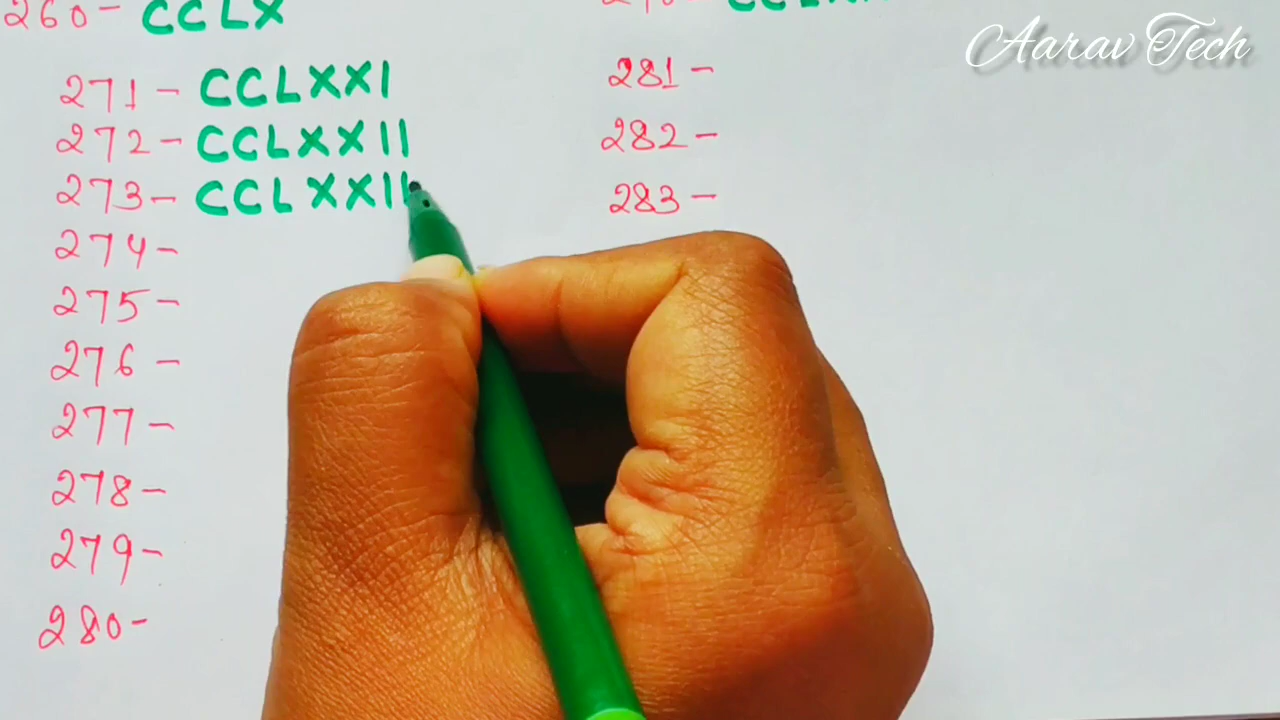 260- CCLX
271- CCLXXI
272- CCLXXII
273- CCLXXII
274-
275-
276-
277-
278-
279-
280-
281-
282-
283-
Aarav Tech